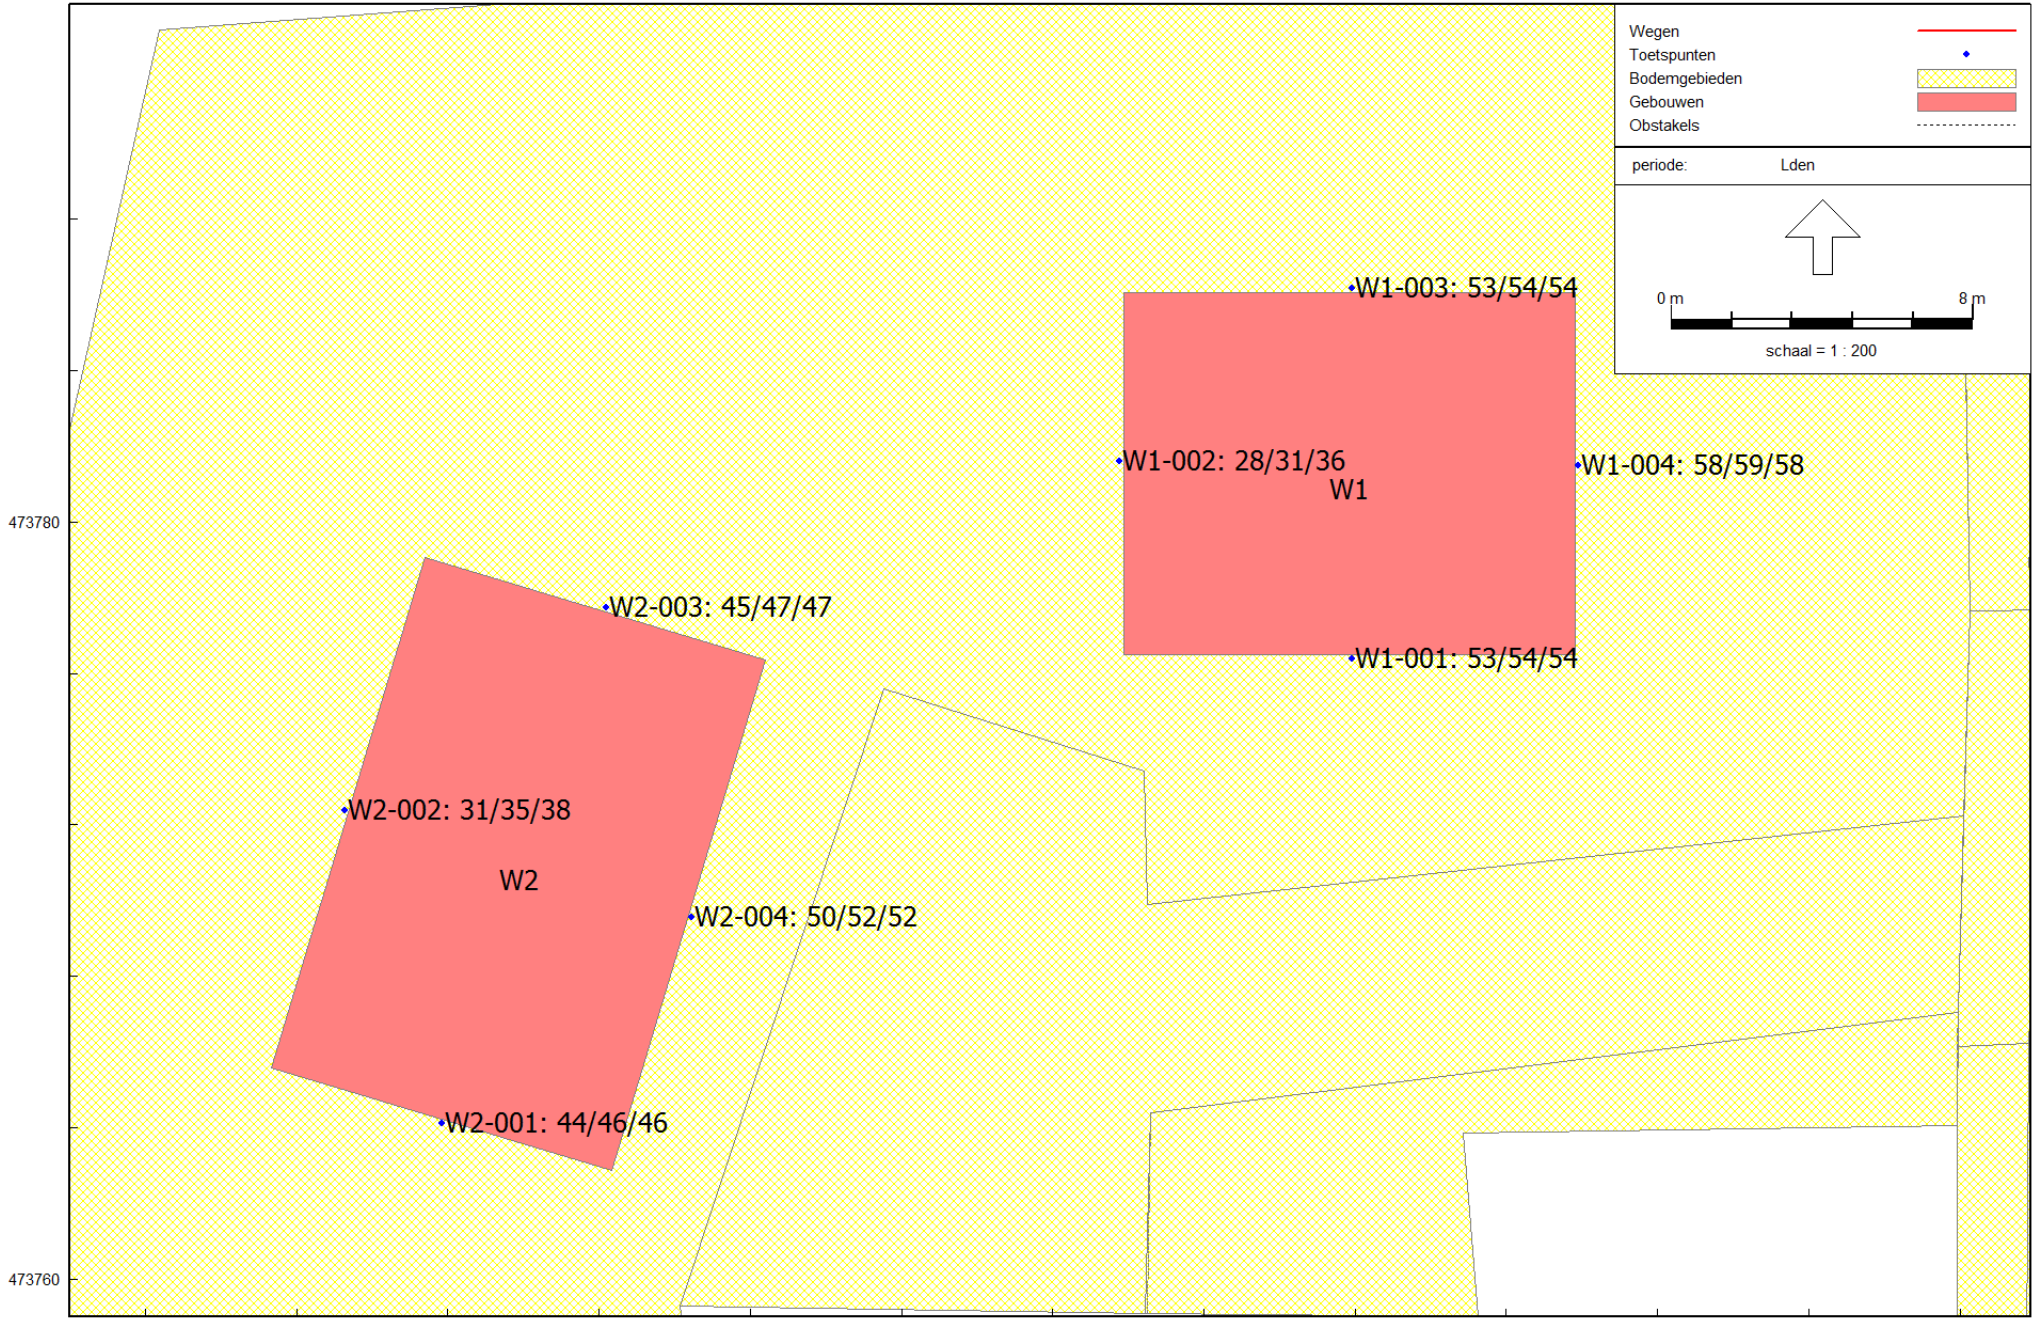 Wegen
Toetspunten
Bodemgebieden
Gebouwen
Obstakels
periode: Lden
0 m 8 m
schaal = 1 : 200
W1-003: 53/54/54
W1-002: 28/31/36
W1-004: 58/59/58
W1
473780
W2-003: 45/47/47
W1-001: 53/54/54
W2-002: 31/35/38
W2
W2-004: 50/52/52
W2-001: 44/46/46
473760